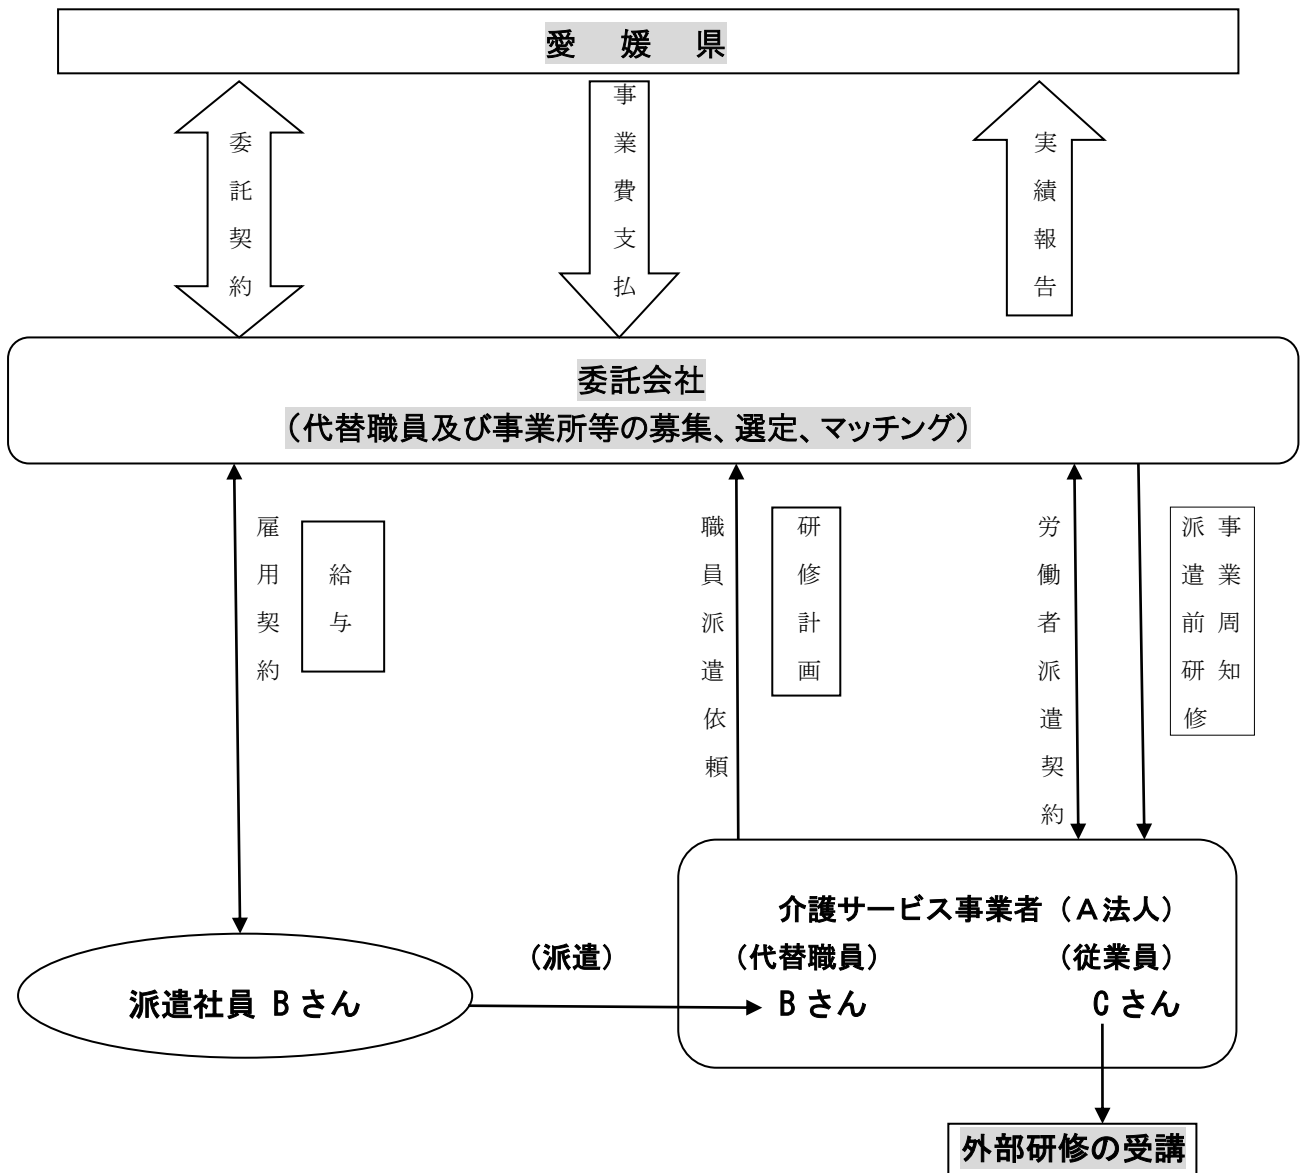 愛　媛　県
委託契約
事業費支払
実績報告
委託会社
（代替職員及び事業所等の募集、選定、マッチング）
雇用契約
給与
職員派遣依頼
研修計画
労働者派遣契約
事業周知
派遣前研修
介護サービス事業者（Ａ法人）
（派遣）
（代替職員）
（従業員）
派遣社員 Ｂさん
Ｂさん
Ｃさん
外部研修の受講